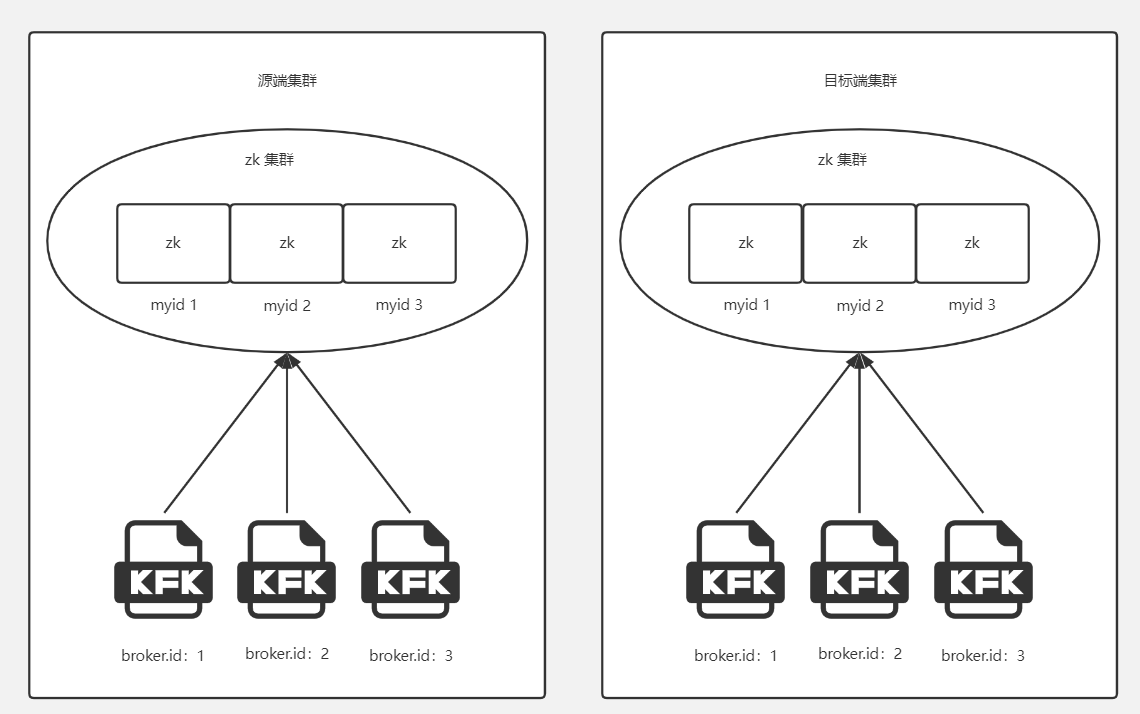 源端集群
zk 集群
zk zk zk
myid 1 myid 2 myid 3
KFK KFK KFK
broker.id：1 broker.id：2 broker.id：3
目标端集群
zk 集群
zk zk zk
myid 1 myid 2 myid 3
KFK KFK KFK
broker.id：1 broker.id：2 broker.id：3